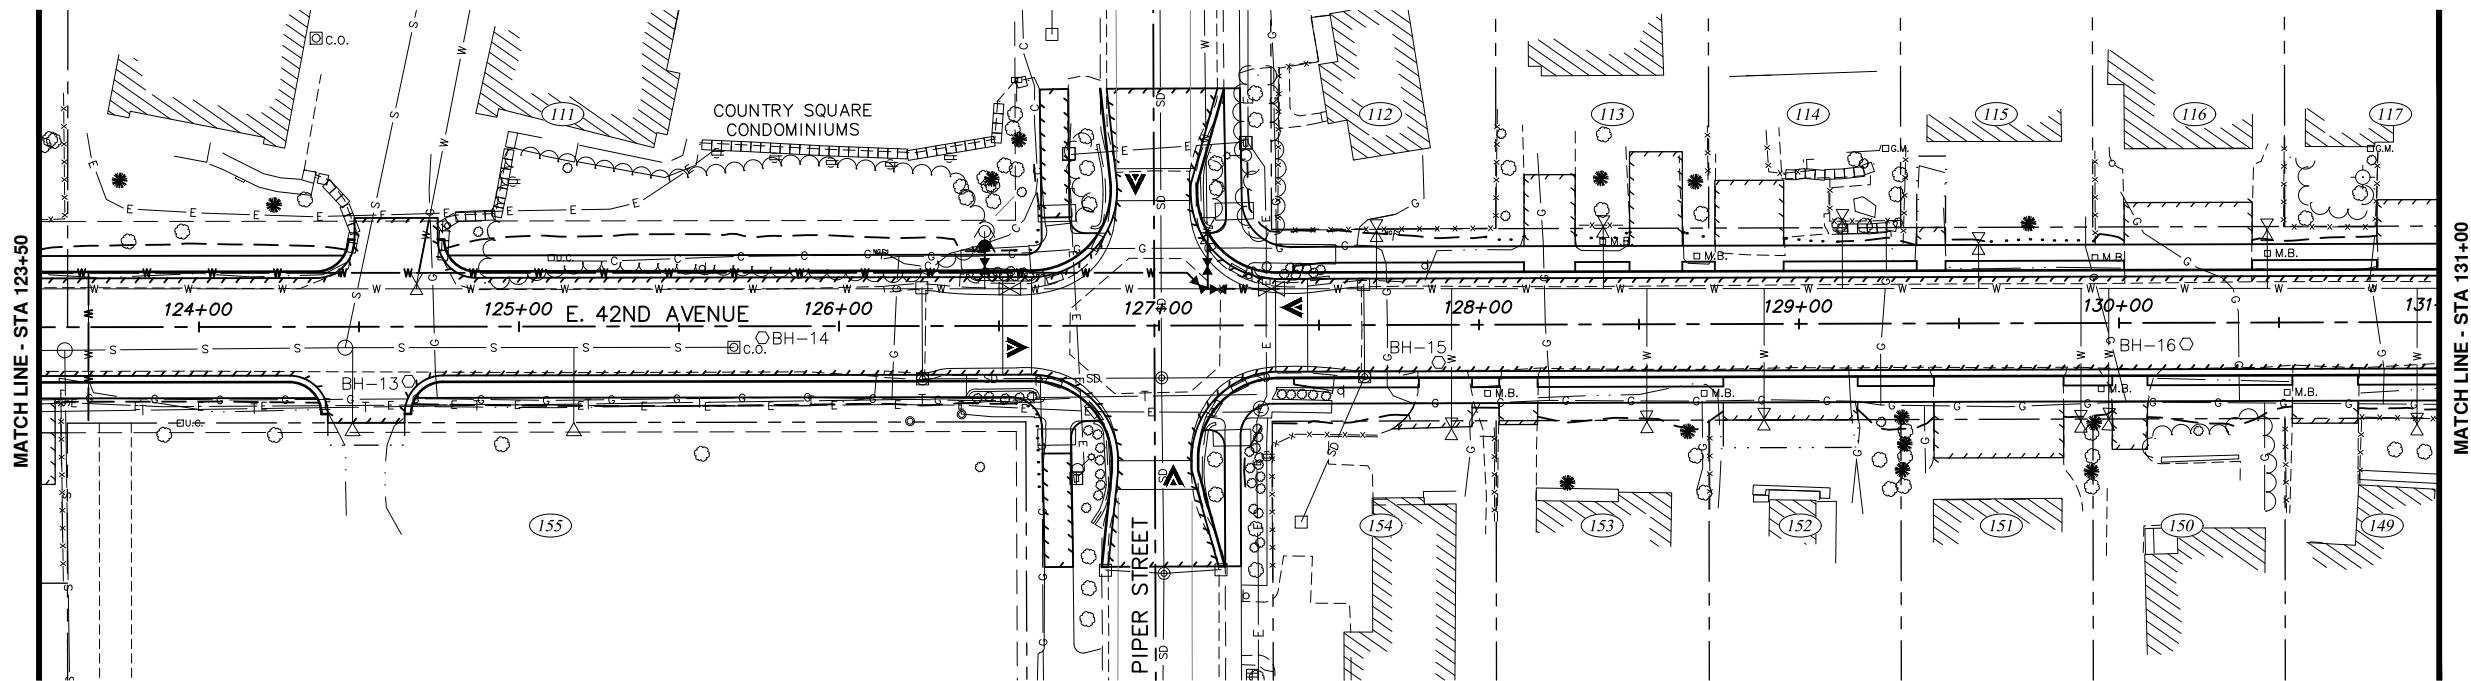 MATCH LINE - STA 123+50
C.O.
111
COUNTRY SQUARE
CONDOMINIUMS
112
113
114
115
116
117
G.M.
G.M.
U.C.
M.B.
M.B.
M.B.
M.B.
124+00
125+00
E. 42ND AVENUE
126+00
127+00
128+00
129+00
130+00
131+
C.O.
BH-14
BH-13
BH-15
BH-16
U.C.
M.B.
M.B.
M.B.
M.B.
155
PIPER STREET
154
153
152
151
150
149
MATCH LINE - STA 131+00